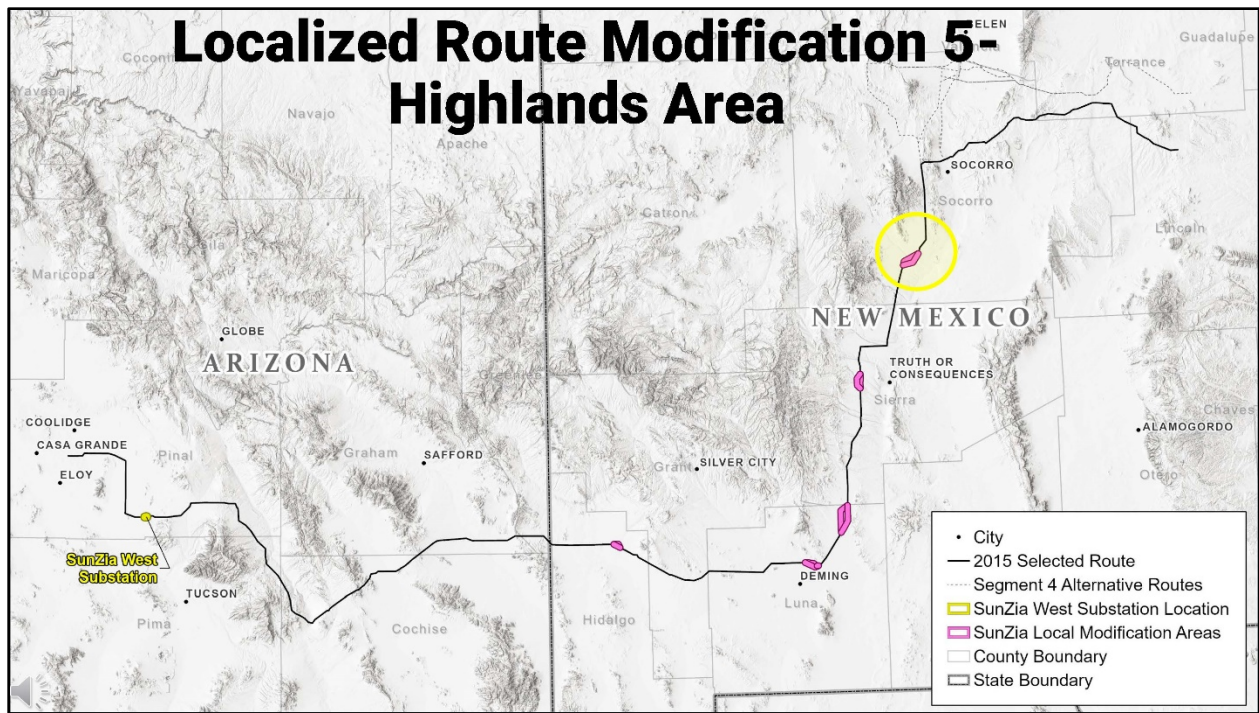 Localized Route Modification 5-
Highlands Area
BELEN
Valencia
Guadalupe
Torrance
Coconino
Yavapai
Navajo
Apache
SOCORRO
Socorro
Catron
Lincoln
Gila
Maricopa
NEW MEXICO
GLOBE
ARIZONA
TRUTH OR
CONSEQUENCES
Sierra
Chaves
COOLIDGE
CASA GRANDE
ELOY
Pinal
Graham
SAFFORD
Grant
SILVER CITY
ALAMOGORDO
Otero
SunZia West
Substation
TUCSON
Pima
Cochise
Hidalgo
DEMING
Luna
City
2015 Selected Route
Segment 4 Alternative Routes
SunZia West Substation Location
SunZia Local Modification Areas
County Boundary
State Boundary